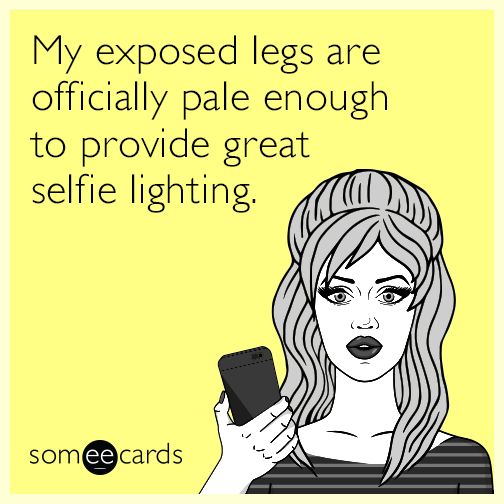 My exposed legs are
officially pale enough
to provide great
selfie lighting.
someecards